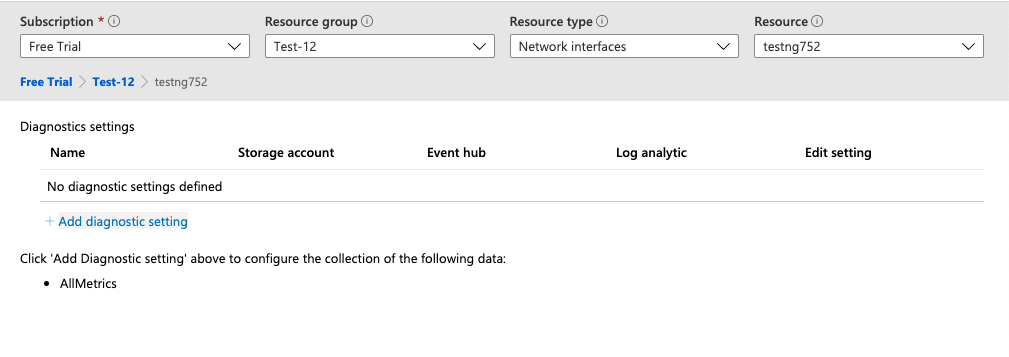 Subscription * Resource group Resource type Resource
Free Trial Test-12 Network interfaces testng752
Free Trial > Test-12 > testng752
Diagnostics settings
Name Storage account Event hub Log analytic Edit setting
No diagnostic settings defined
+ Add diagnostic setting
Click 'Add Diagnostic setting' above to configure the collection of the following data:
• AllMetrics